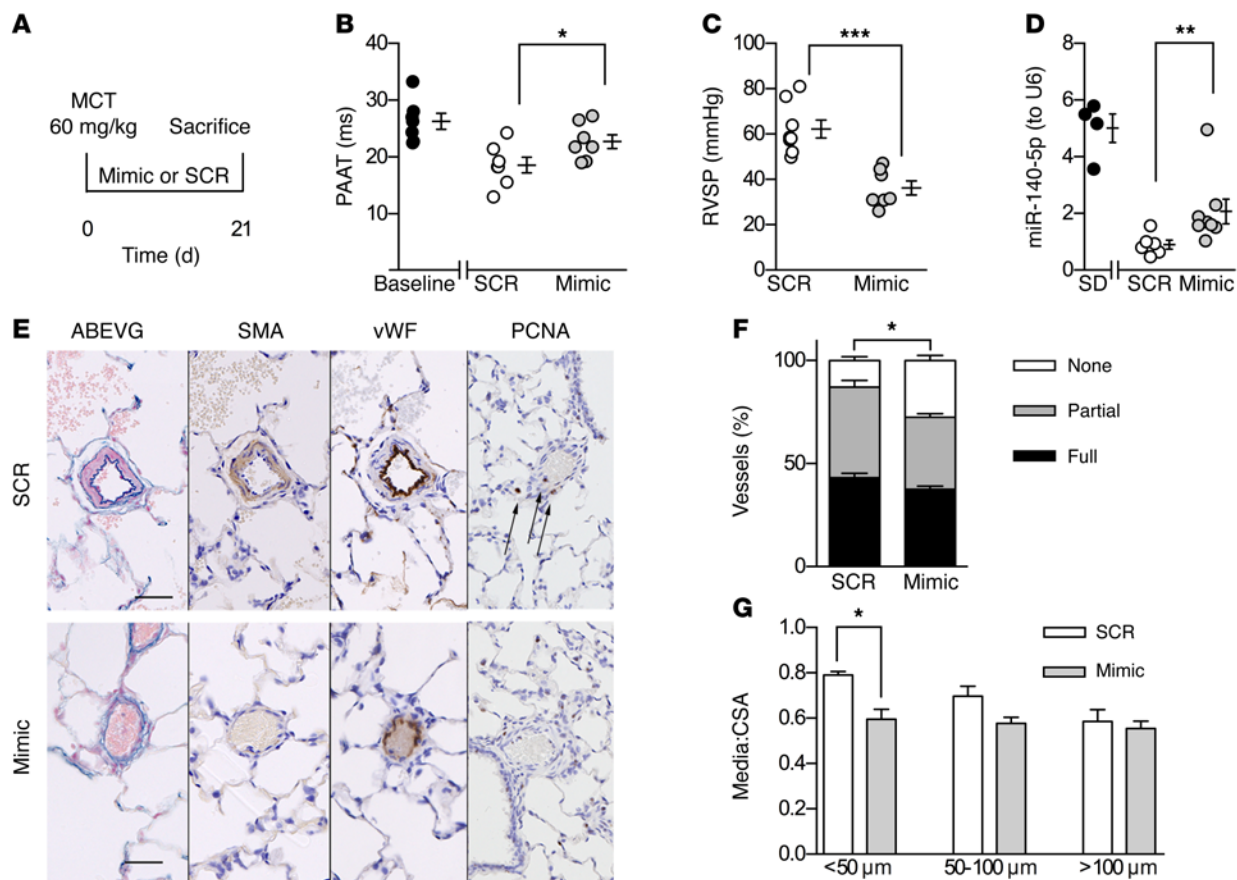 A
MCT
60 mg/kg
Sacrifice
Mimic or SCR
0
21
Time (d)
B
*
PAAT (ms)
40
30
20
10
Baseline
SCR
Mimic
C
***
RVSP (mmHg)
100
80
60
40
20
0
SCR
Mimic
D
**
miR-140-5p (to U6)
8
6
4
2
0
SD
SCR
Mimic
E
ABEVG
SMA
vWF
PCNA
SCR
Mimic
F
*
Vessels (%)
100
50
0
SCR
Mimic
None
Partial
Full
G
*
Media:CSA
1.0
0.8
0.6
0.4
0.2
0.0
<50 µm
50-100 µm
>100 µm
SCR
Mimic